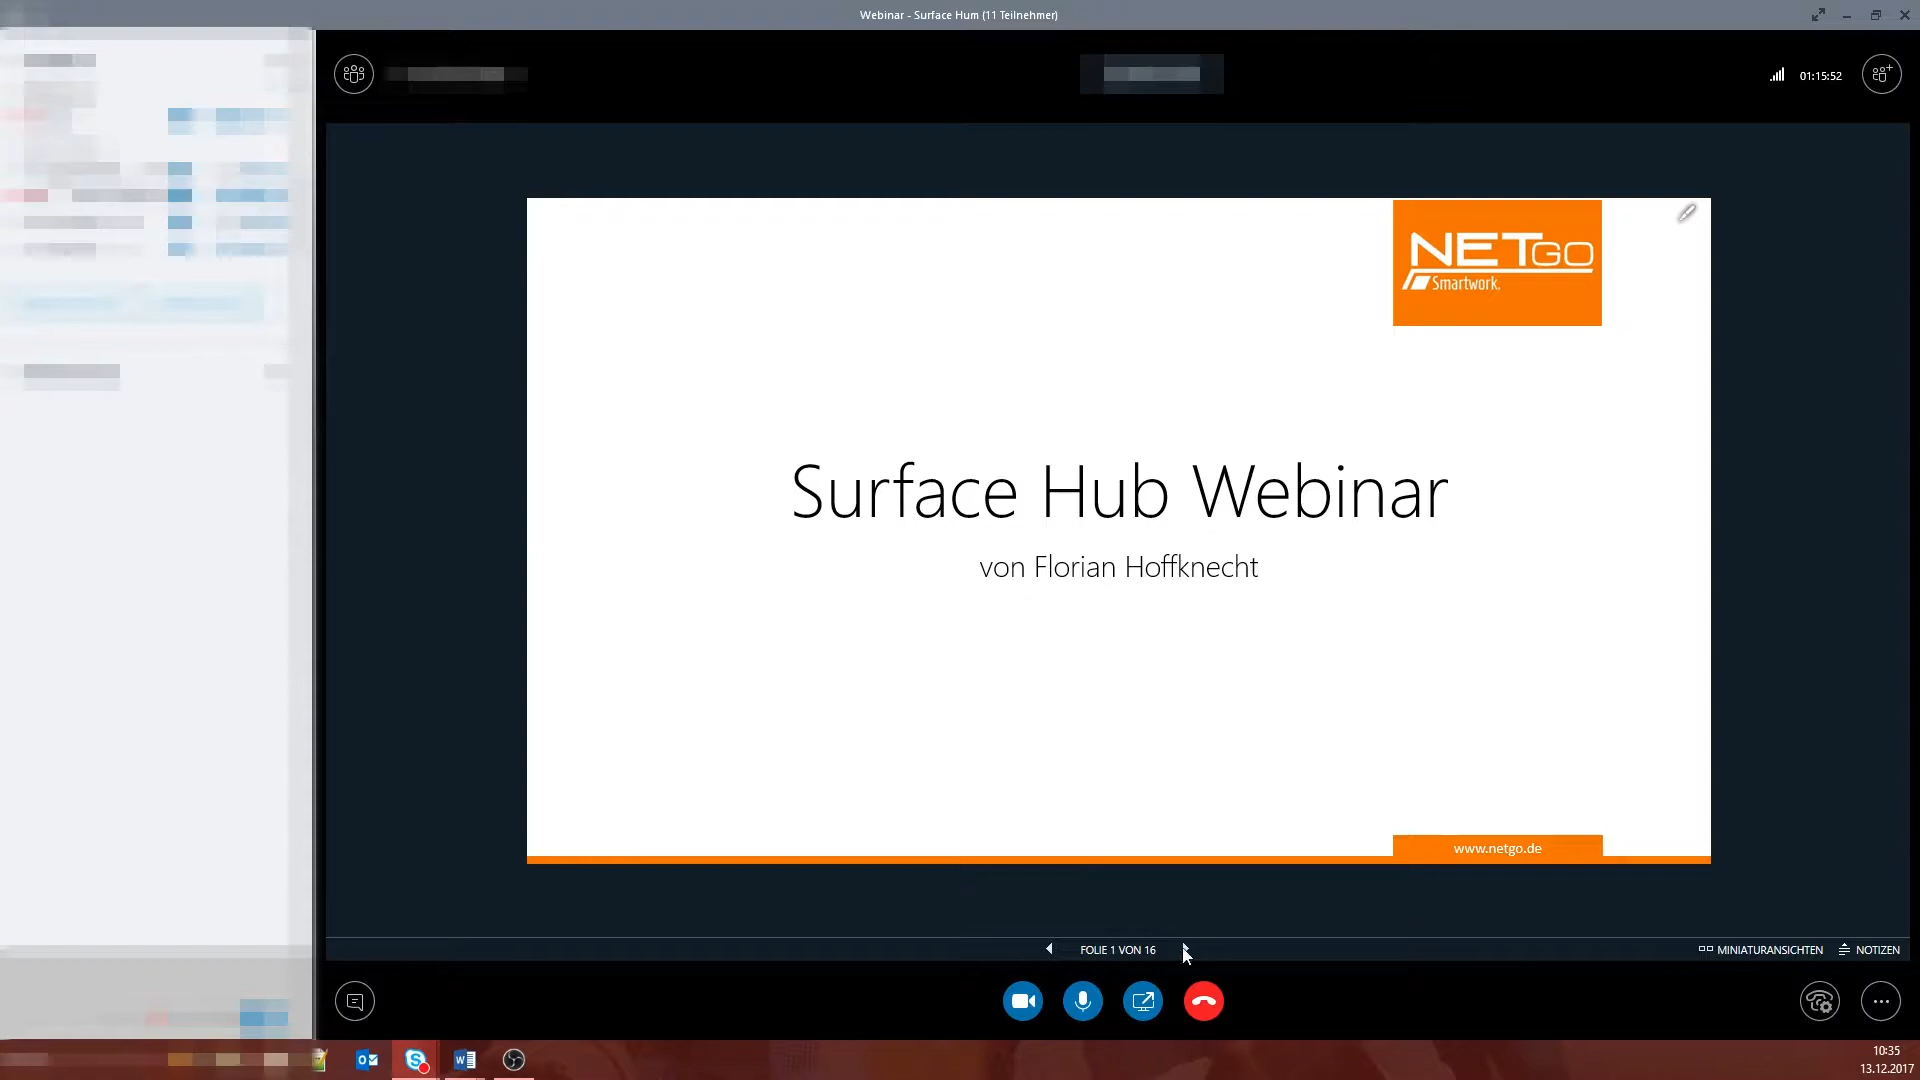 Webinar - Surface Hum (11 Teilnehmer)
01:15:52
NETGO
Smartwork.
Surface Hub Webinar
von Florian Hoffknecht
www.netgo.de
FOLIE 1 VON 16
MINIATURANSICHTEN
NOTIZEN
10:35
13.12.2017